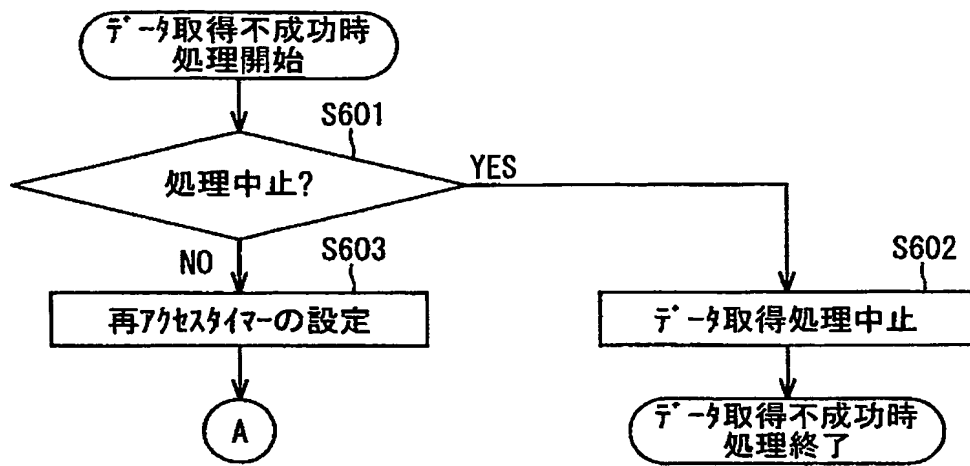 ﾃﾞｰﾀ取得不成功時
処理開始
S601
処理中止?
YES
NO
S603
S602
再ｱｸｾｽﾀｲﾏｰの設定
ﾃﾞｰﾀ取得処理中止
A
ﾃﾞｰﾀ取得不成功時
処理終了